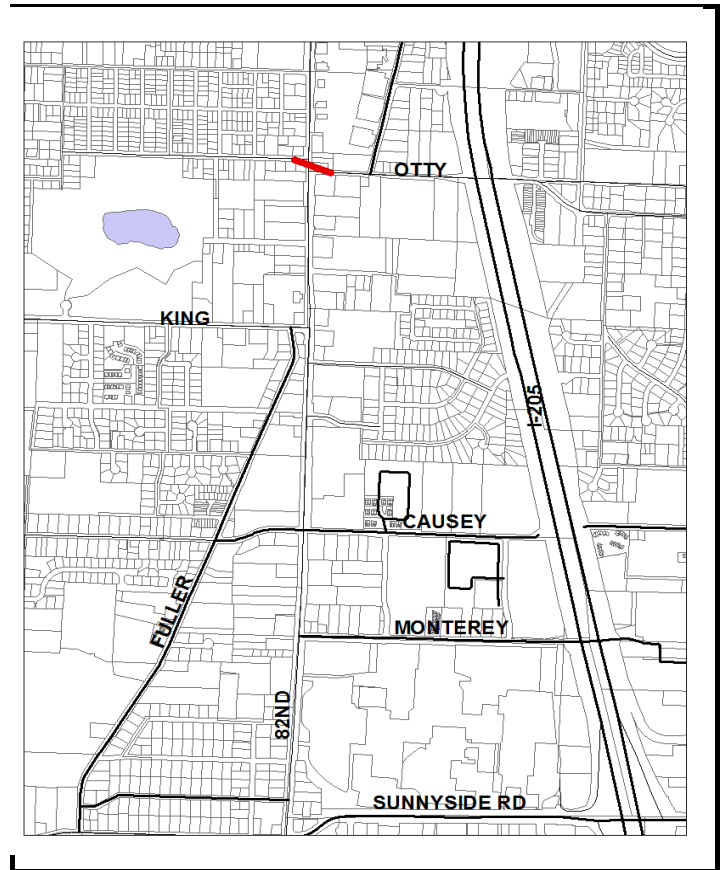 OTTY
KING
I-205
CAUSEY
FULLER
MONTEREY
82ND
SUNNYSIDE RD